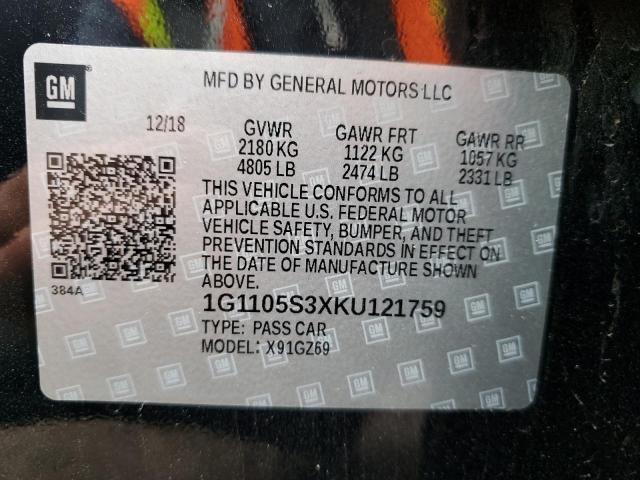 GM
MFD BY GENERAL MOTORS LLC
12/18
GVWR GAWR FRT GAWR RR
2180 KG 1122 KG 1057 KG
4805 LB 2474 LB 2331 LB
THIS VEHICLE CONFORMS TO ALL
APPLICABLE U.S. FEDERAL MOTOR
VEHICLE SAFETY, BUMPER, AND THEFT
PREVENTION STANDARDS IN EFFECT ON
THE DATE OF MANUFACTURE SHOWN
ABOVE.
384A
1G1105S3XKU121759
TYPE: PASS CAR
MODEL: X91GZ69